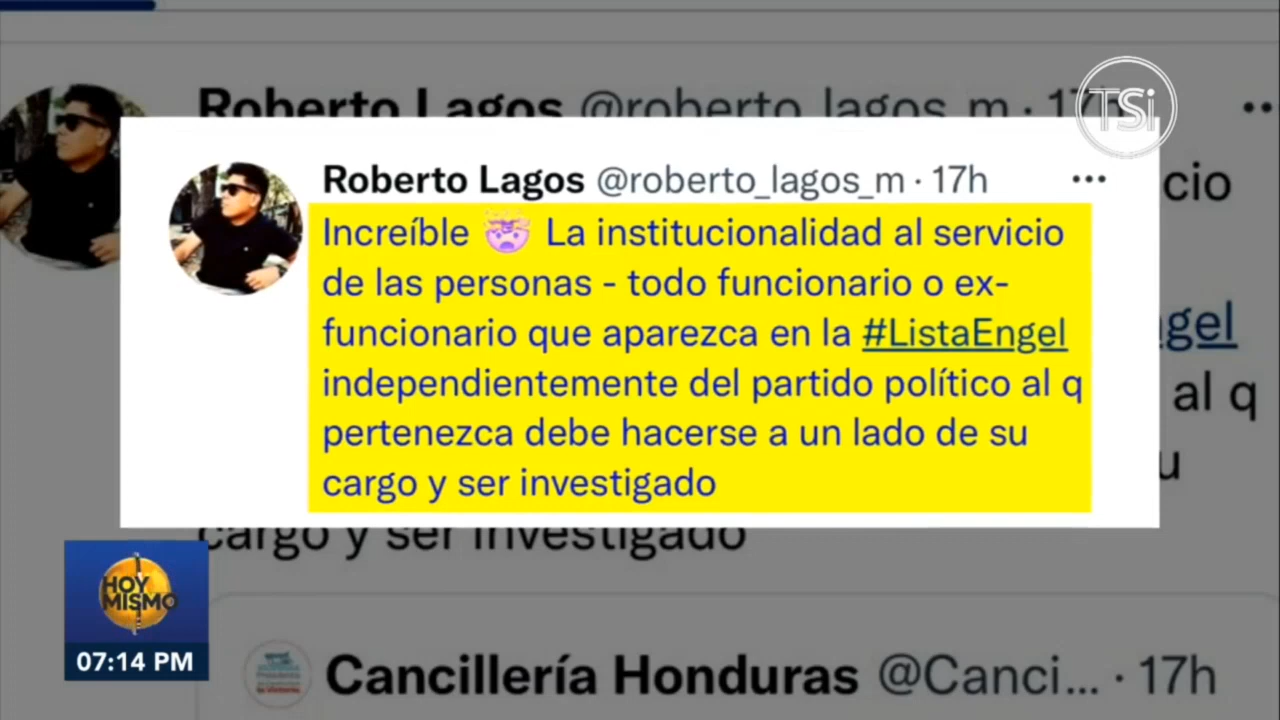 Roberto Lagos @roberto_lagos_m · 17h
TSi
cio
Roberto Lagos @roberto_lagos_m · 17h
Increíble 🤯 La institucionalidad al servicio
de las personas - todo funcionario o ex-
funcionario que aparezca en la #ListaEngel
independientemente del partido político al q
pertenezca debe hacerse a un lado de su
cargo y ser investigado
gel
al q
u
cargo y ser investigado
HOY
MISMO
07:14 PM
Cancillería Honduras @Canci... · 17h